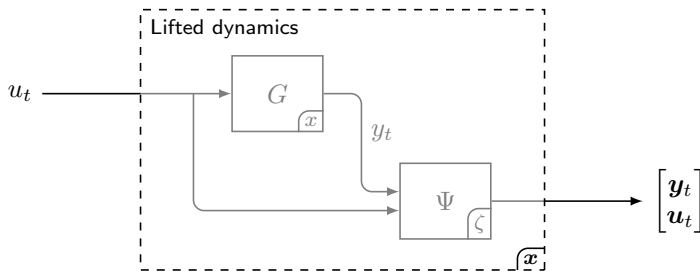 Lifted dynamics
u_t
G
x
y_t
Ψ
ζ
[y_t
u_t]
x